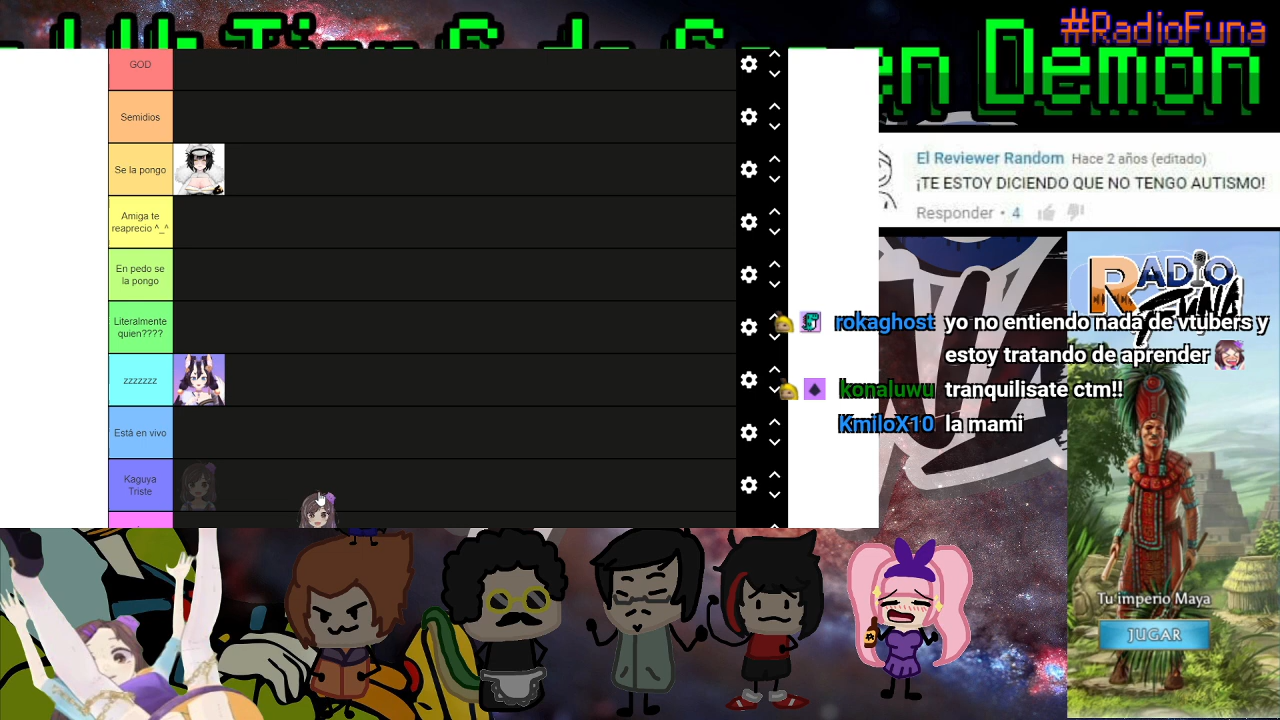 #RadioFuna
en Demon
GOD
Semidios
Se la pongo
Amiga te
reaprecio ^_^
En pedo se
la pongo
Literalmente
quien????
zzzzzzz
Está en vivo
Kaguya
Triste
El Reviewer Random Hace 2 años (editado)
¡TE ESTOY DICIENDO QUE NO TENGO AUTISMO!
Responder • 4
RADIO
FUNA
rokaghost yo no entiendo nada de vtubers y
estoy tratando de aprender
konaluwu tranquilisate ctm!!
KmiloX10 la mami
Tu imperio Maya
JUGAR